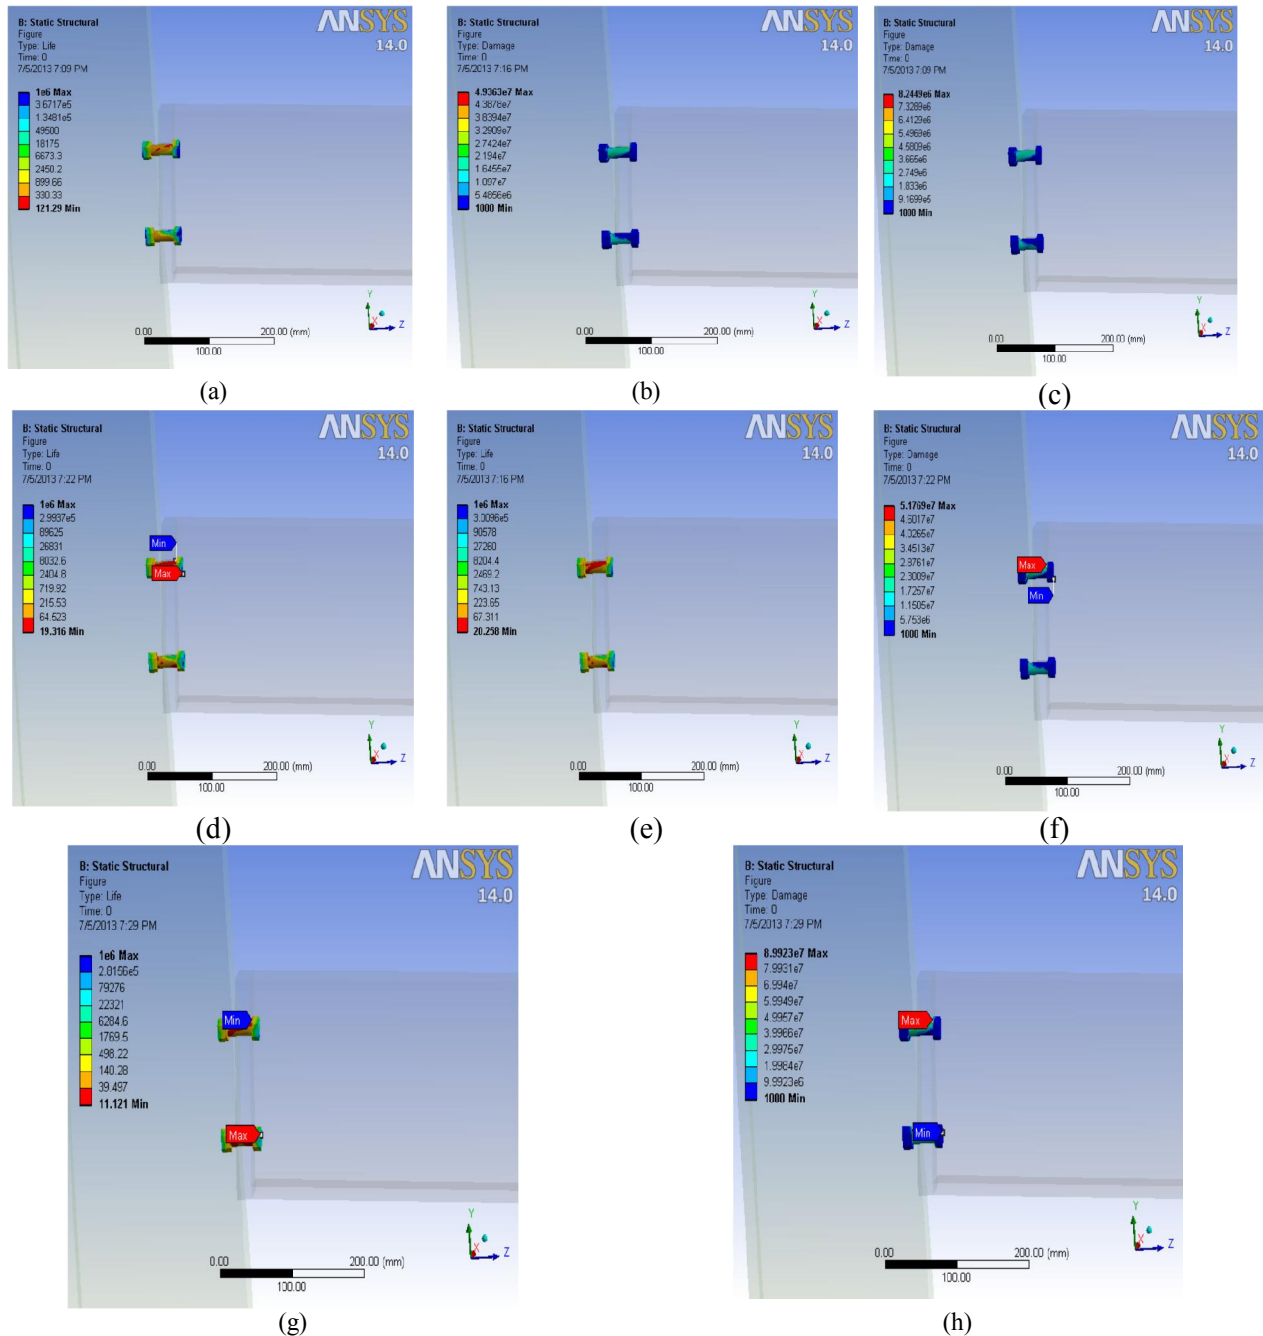 B: Static Structural
Figure
Type: Life
Time: 0
7/5/2013 7:09 PM
1e6 Max
3.6717e5
1.3481e5
49500
18175
6673.3
2450.2
899.66
330.33
121.29 Min
ANSYS
14.0
0.00
200.00 (mm)
100.00
Y
X
Z
(a)
B: Static Structural
Figure
Type: Damage
Time: 0
7/5/2013 7:16 PM
4.9363e7 Max
4.3878e7
3.8394e7
3.2909e7
2.7424e7
2.194e7
1.6455e7
1.097e7
5.4856e6
1000 Min
ANSYS
14.0
0.00
200.00 (mm)
100.00
Y
X
Z
(b)
B: Static Structural
Figure
Type: Damage
Time: 0
7/5/2013 7:09 PM
8.2449e6 Max
7.3289e6
6.4129e6
5.4969e6
4.5809e6
3.665e6
2.749e6
1.833e6
9.1699e5
1000 Min
ANSYS
14.0
0.00
200.00 (mm)
100.00
Y
X
Z
(c)
B: Static Structural
Figure
Type: Life
Time: 0
7/5/2013 7:22 PM
1e6 Max
2.9937e5
89625
26831
8032.6
2404.8
719.92
215.53
64.523
19.316 Min
Min
Max
ANSYS
14.0
0.00
200.00 (mm)
100.00
Y
X
Z
(d)
B: Static Structural
Figure
Type: Life
Time: 0
7/5/2013 7:16 PM
1e6 Max
3.0096e5
90578
27260
8204.4
2469.2
743.13
223.65
67.311
20.258 Min
ANSYS
14.0
0.00
200.00 (mm)
100.00
Y
X
Z
(e)
B: Static Structural
Figure
Type: Damage
Time: 0
7/5/2013 7:22 PM
5.1769e7 Max
4.6017e7
4.0265e7
3.4513e7
2.8761e7
2.3009e7
1.7257e7
1.1505e7
5.753e6
1000 Min
Max
Min
ANSYS
14.0
0.00
200.00 (mm)
100.00
Y
X
Z
(f)
B: Static Structural
Figure
Type: Life
Time: 0
7/5/2013 7:29 PM
1e6 Max
2.8156e5
79276
22321
6284.6
1769.5
498.22
140.28
39.497
11.121 Min
Min
Max
ANSYS
14.0
0.00
200.00 (mm)
100.00
Y
X
Z
(g)
B: Static Structural
Figure
Type: Damage
Time: 0
7/5/2013 7:29 PM
8.9923e7 Max
7.9931e7
6.994e7
5.9949e7
4.9957e7
3.9966e7
2.9975e7
1.9984e7
9.9923e6
1000 Min
Max
Min
ANSYS
14.0
0.00
200.00 (mm)
100.00
Y
X
Z
(h)